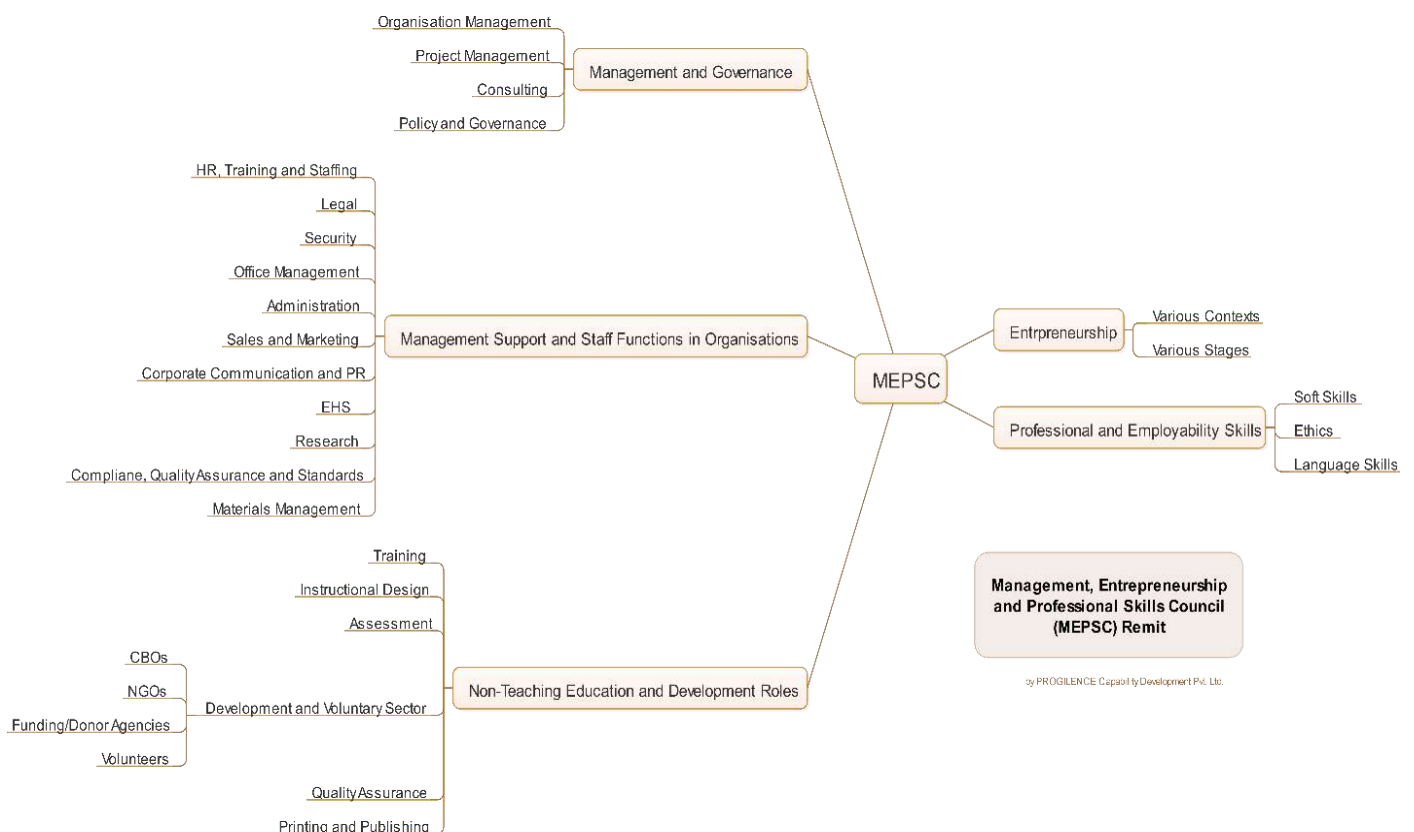 Organisation Management
Project Management
Consulting
Policy and Governance
Management and Governance
HR, Training and Staffing
Legal
Security
Office Management
Administration
Sales and Marketing
Corporate Communication and PR
EHS
Research
Compliane, Quality Assurance and Standards
Materials Management
Management Support and Staff Functions in Organisations
Training
Instructional Design
Assessment
CBOs
NGOs
Funding/Donor Agencies
Volunteers
Development and Voluntary Sector
Quality Assurance
Printing and Publishing
Non-Teaching Education and Development Roles
MEPSC
Entrpreneurship
Various Contexts
Various Stages
Professional and Employability Skills
Soft Skills
Ethics
Language Skills
Management, Entrepreneurship
and Professional Skills Council
(MEPSC) Remit
by PROGILENCE Capability Development Pvt. Ltd.